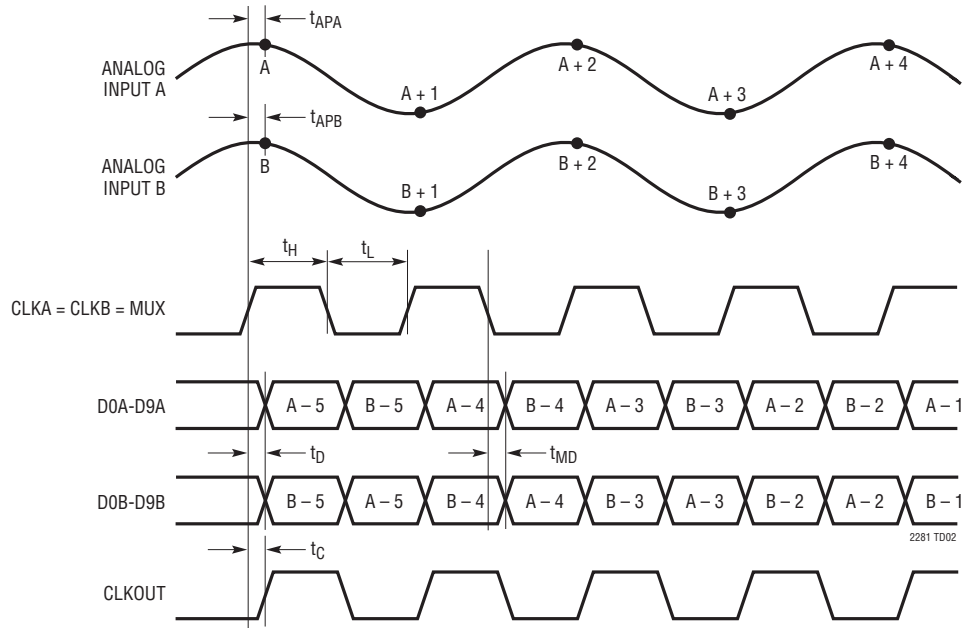 tAPA
ANALOG
INPUT A
A
A + 1
A + 2
A + 3
A + 4
tAPB
ANALOG
INPUT B
B
B + 1
B + 2
B + 3
B + 4
tH
tL
CLKA = CLKB = MUX
D0A-D9A
A – 5
B – 5
A – 4
B – 4
A – 3
B – 3
A – 2
B – 2
A – 1
tD
tMD
D0B-D9B
B – 5
A – 5
B – 4
A – 4
B – 3
A – 3
B – 2
A – 2
B – 1
2281 TD02
tC
CLKOUT